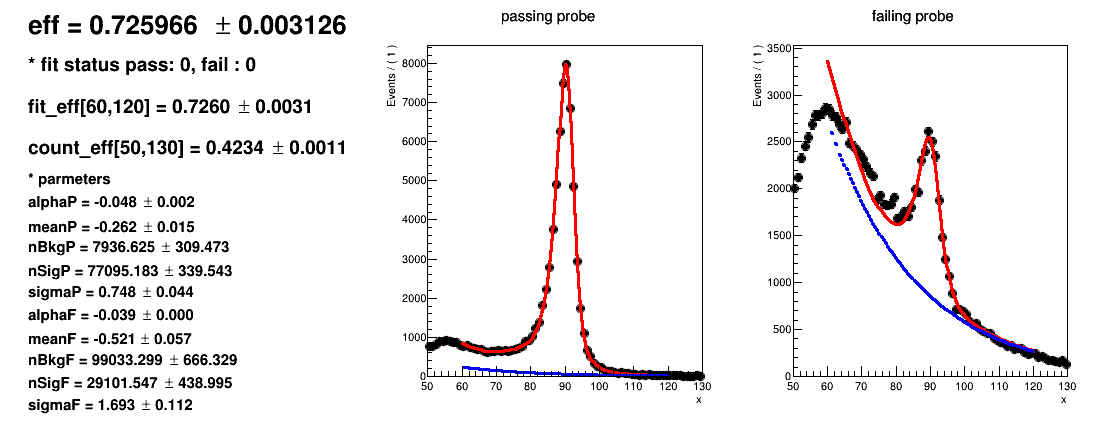 eff = 0.725966 ± 0.003126
* fit status pass: 0, fail : 0
fit_eff[60,120] = 0.7260 ± 0.0031
count_eff[50,130] = 0.4234 ± 0.0011
* parmeters
alphaP = -0.048 ± 0.002
meanP = -0.262 ± 0.015
nBkgP = 7936.625 ± 309.473
nSigP = 77095.183 ± 339.543
sigmaP = 0.748 ± 0.044
alphaF = -0.039 ± 0.000
meanF = -0.521 ± 0.057
nBkgF = 99033.299 ± 666.329
nSigF = 29101.547 ± 438.995
sigmaF = 1.693 ± 0.112
passing probe
Events / ( 1 )
8000
7000
6000
5000
4000
3000
2000
1000
0
50 60 70 80 90 100 110 120 130
x
failing probe
Events / ( 1 )
3500
3000
2500
2000
1500
1000
500
0
50 60 70 80 90 100 110 120 130
x